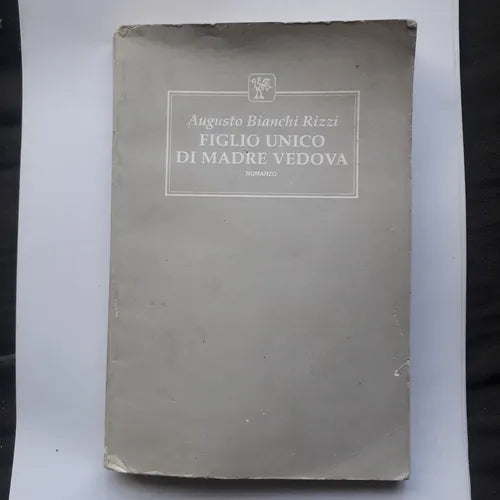 Augusto Bianchi Rizzi
FIGLIO UNICO
DI MADRE VEDOVA
ROMANZO